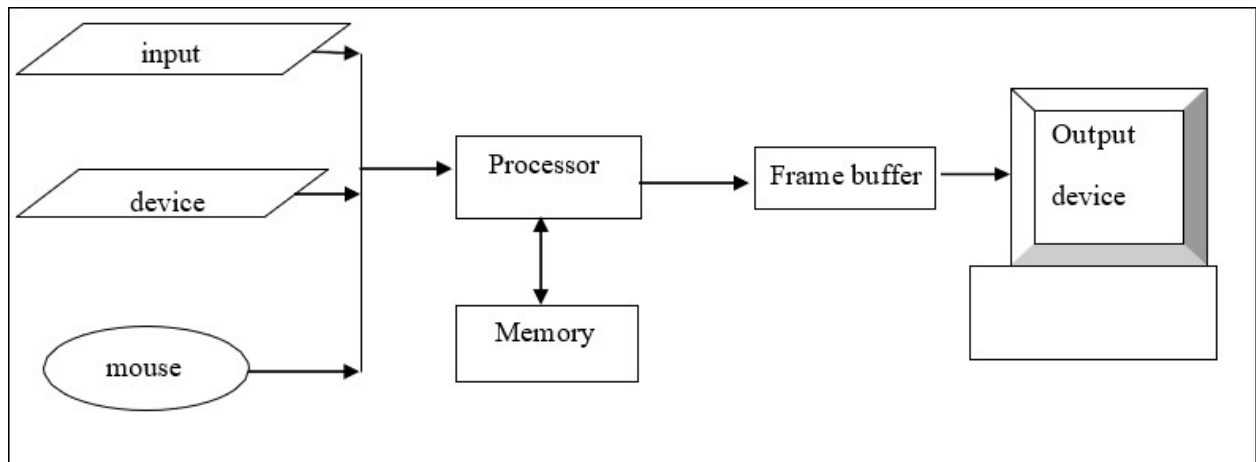 input
device
mouse
Processor
Memory
Frame buffer
Output
device